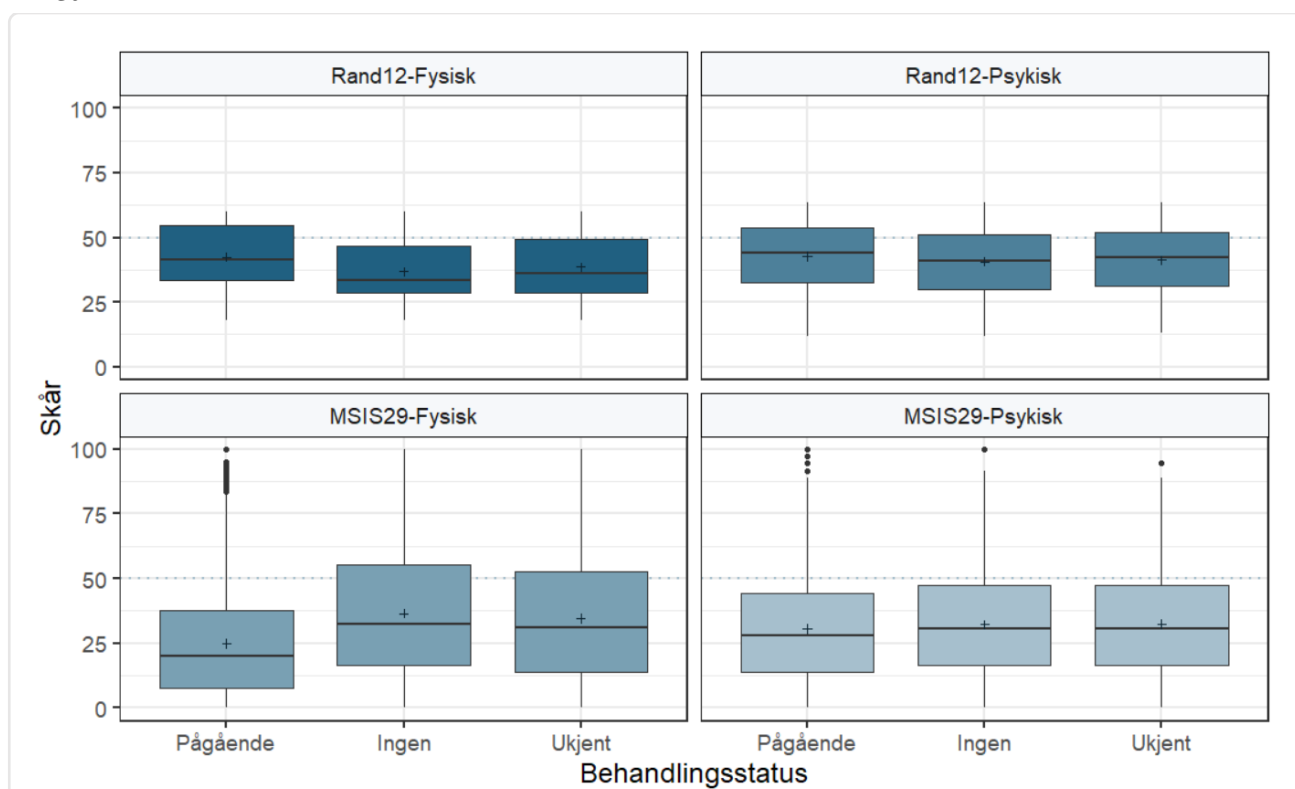 Rand12-Fysisk
Rand12-Psykisk
100
75
50
25
0
Skår
MSIS29-Fysisk
MSIS29-Psykisk
100
75
50
25
0
Pågående Ingen Ukjent
Pågående Ingen Ukjent
Behandlingsstatus